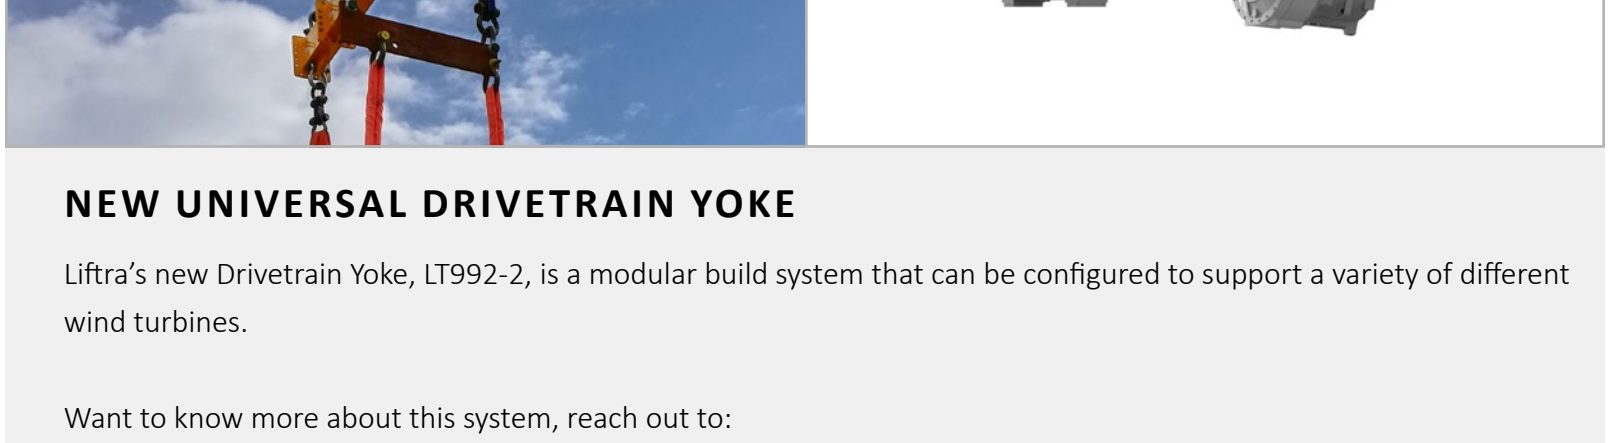 NEW UNIVERSAL DRIVETRAIN YOKE
Liftra’s new Drivetrain Yoke, LT992-2, is a modular build system that can be configured to support a variety of different
wind turbines.
Want to know more about this system, reach out to: